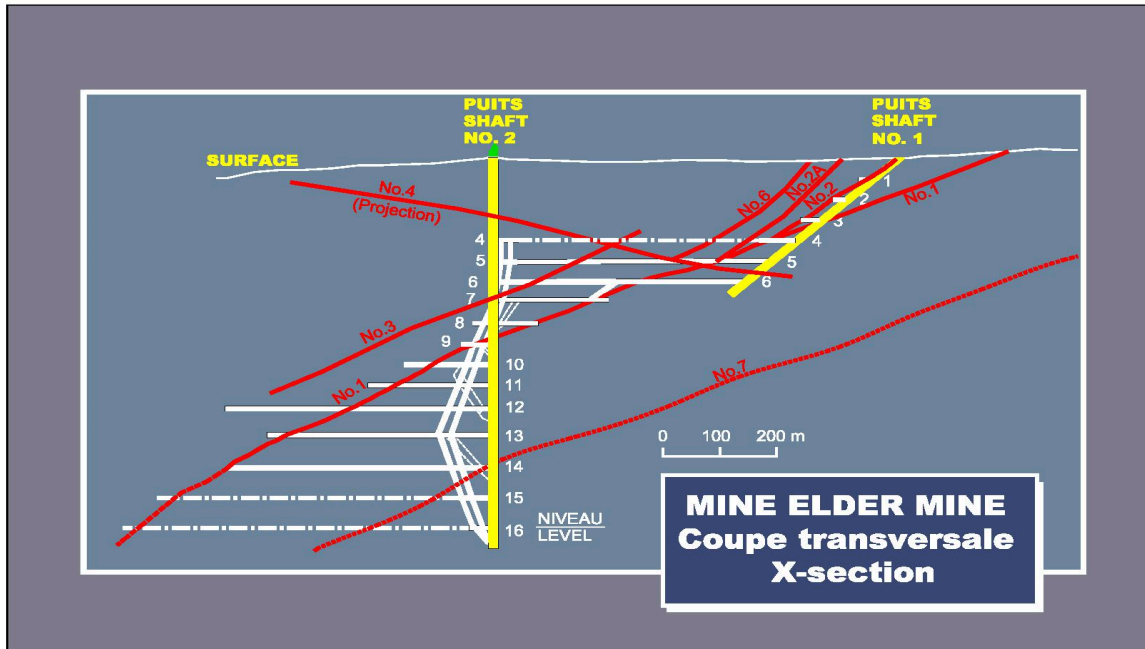 PUITS
SHAFT
NO. 2
PUITS
SHAFT
NO. 1
SURFACE
No.4
(Projection)
No.6
No.2A
No.2
No.1
1
2
3
4
5
6
4
5
6
7
8
9
10
11
12
13
14
15
16
No.3
No.1
No.7
0 100 200 m
NIVEAU
LEVEL
MINE ELDER MINE
Coupe transversale
X-section